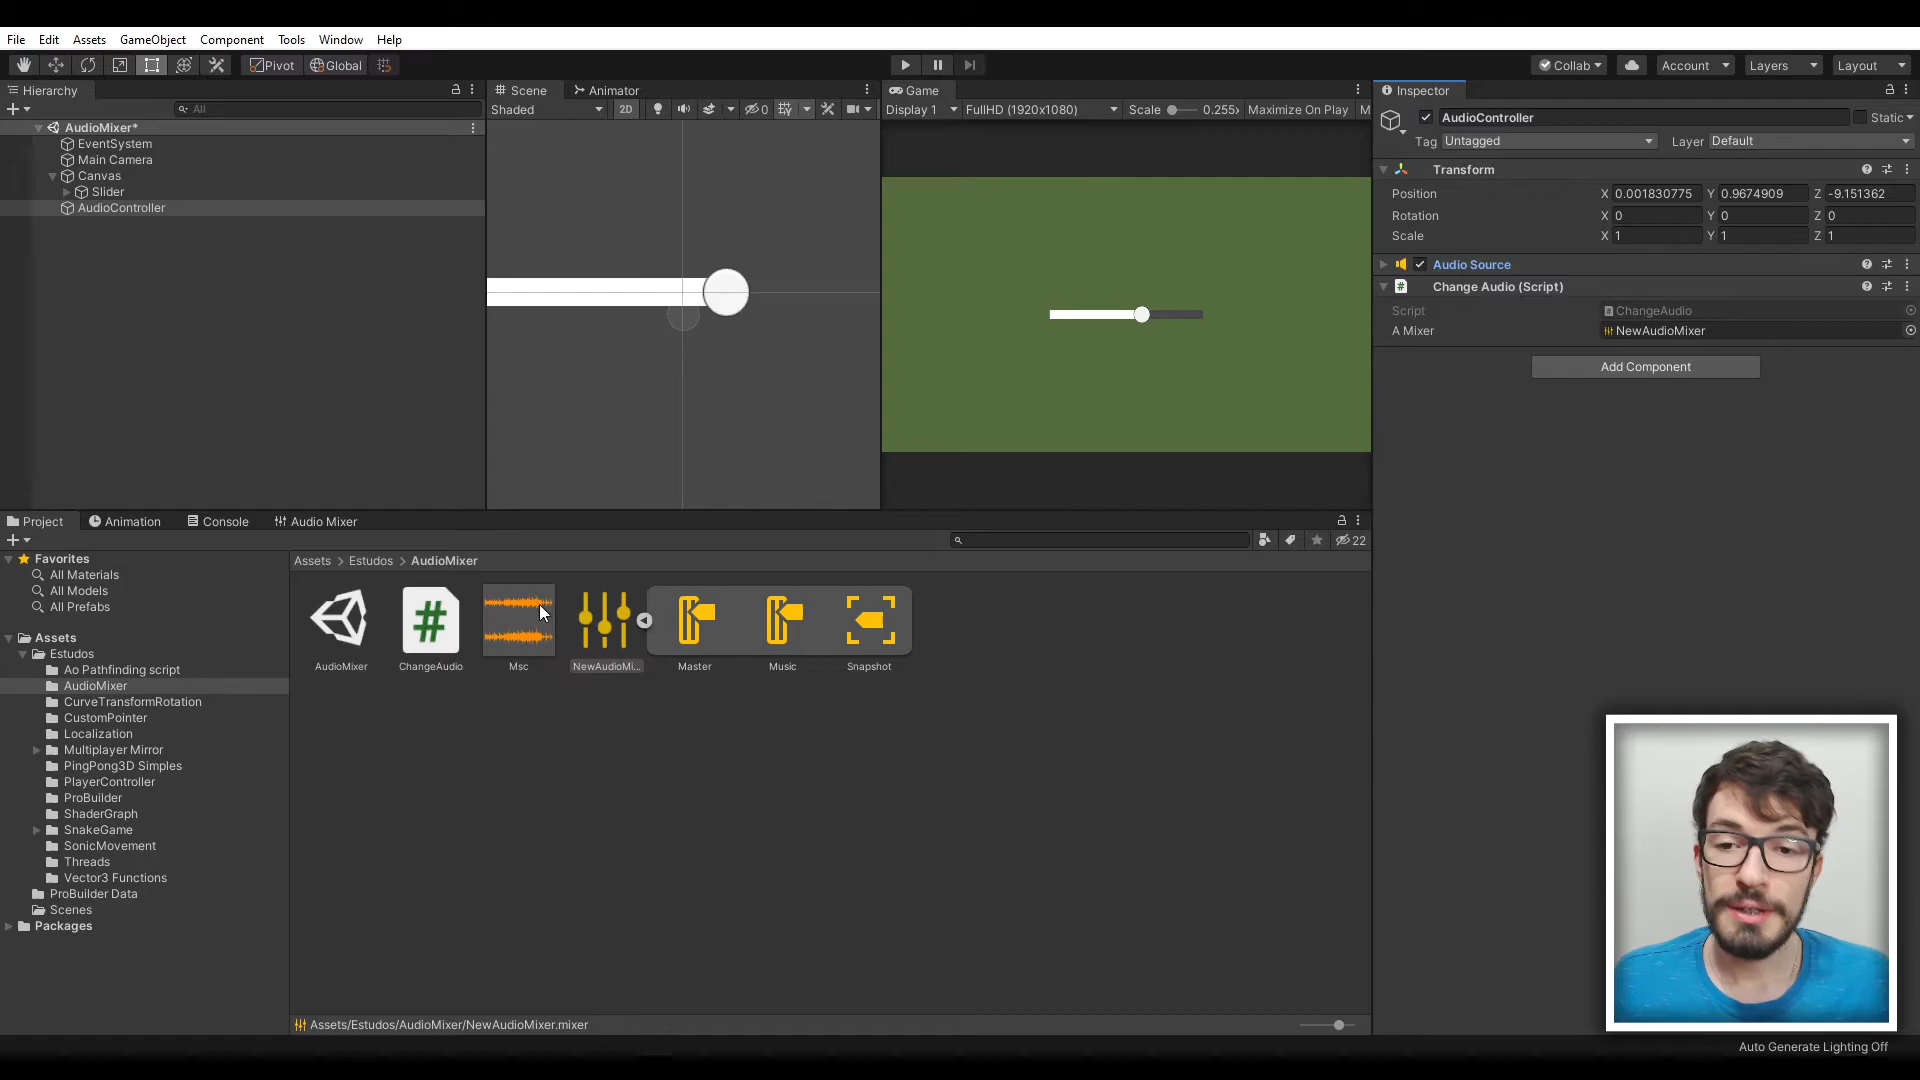 File Edit Assets GameObject Component Tools Window Help
Pivot Global Collab Account Layers Layout
Hierarchy
All
AudioMixer*
EventSystem
Main Camera
Canvas
Slider
AudioController
Scene Animator
Shaded 2D 0
Game
Display 1 FullHD (1920x1080) Scale 0.255x Maximize On Play M
Inspector
AudioController Static
Tag Untagged Layer Default
Transform
Position X 0.001830775 Y 0.9674909 Z -9.151362
Rotation X 0 Y 0 Z 0
Scale X 1 Y 1 Z 1
Audio Source
# Change Audio (Script)
Script # ChangeAudio
A Mixer NewAudioMixer
Add Component
Project Animation Console Audio Mixer
22
Favorites
All Materials
All Models
All Prefabs
Assets
Estudos
Ao Pathfinding script
AudioMixer
CurveTransformRotation
CustomPointer
Localization
Multiplayer Mirror
PingPong3D Simples
PlayerController
ProBuilder
ShaderGraph
SnakeGame
SonicMovement
Threads
Vector3 Functions
ProBuilder Data
Scenes
Packages
Assets > Estudos > AudioMixer
#
AudioMixer ChangeAudio Msc NewAudioMi... Master Music Snapshot
Assets/Estudos/AudioMixer/NewAudioMixer.mixer
Auto Generate Lighting Off